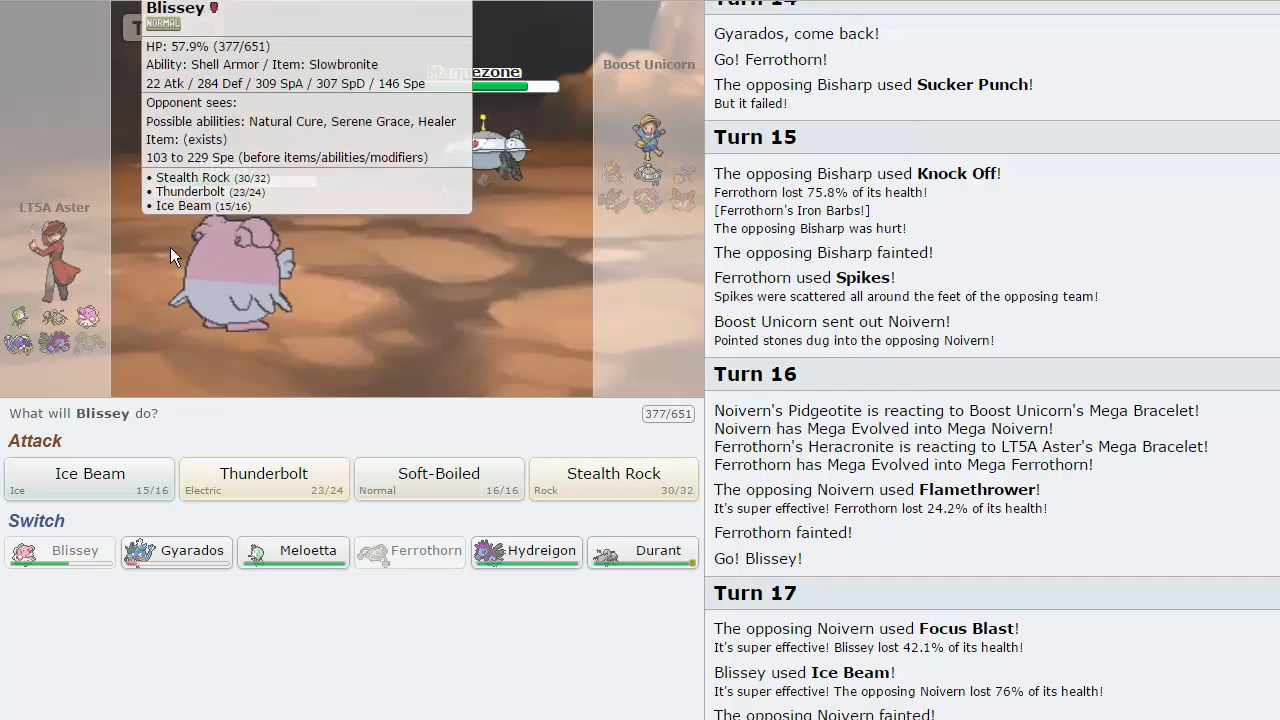 Blissey
NORMAL
HP: 57.9% (377/651)
Ability: Shell Armor / Item: Slowbronite
22 Atk / 284 Def / 309 SpA / 307 SpD / 146 Spe
Opponent sees:
Possible abilities: Natural Cure, Serene Grace, Healer
Item: (exists)
103 to 229 Spe (before items/abilities/modifiers)
• Stealth Rock (30/32)
• Thunderbolt (23/24)
• Ice Beam (15/16)
Magnezone
Boost Unicorn
LT5A Aster
What will Blissey do?
377/651
Attack
Ice Beam
Ice 15/16
Thunderbolt
Electric 23/24
Soft-Boiled
Normal 16/16
Stealth Rock
Rock 30/32
Switch
Blissey
Gyarados
Meloetta
Ferrothorn
Hydreigon
Durant
Turn 14
Gyarados, come back!
Go! Ferrothorn!
The opposing Bisharp used Sucker Punch!
But it failed!
Turn 15
The opposing Bisharp used Knock Off!
Ferrothorn lost 75.8% of its health!
[Ferrothorn's Iron Barbs!]
The opposing Bisharp was hurt!
The opposing Bisharp fainted!
Ferrothorn used Spikes!
Spikes were scattered all around the feet of the opposing team!
Boost Unicorn sent out Noivern!
Pointed stones dug into the opposing Noivern!
Turn 16
Noivern's Pidgeotite is reacting to Boost Unicorn's Mega Bracelet!
Noivern has Mega Evolved into Mega Noivern!
Ferrothorn's Heracronite is reacting to LT5A Aster's Mega Bracelet!
Ferrothorn has Mega Evolved into Mega Ferrothorn!
The opposing Noivern used Flamethrower!
It's super effective! Ferrothorn lost 24.2% of its health!
Ferrothorn fainted!
Go! Blissey!
Turn 17
The opposing Noivern used Focus Blast!
It's super effective! Blissey lost 42.1% of its health!
Blissey used Ice Beam!
It's super effective! The opposing Noivern lost 76% of its health!
The opposing Noivern fainted!